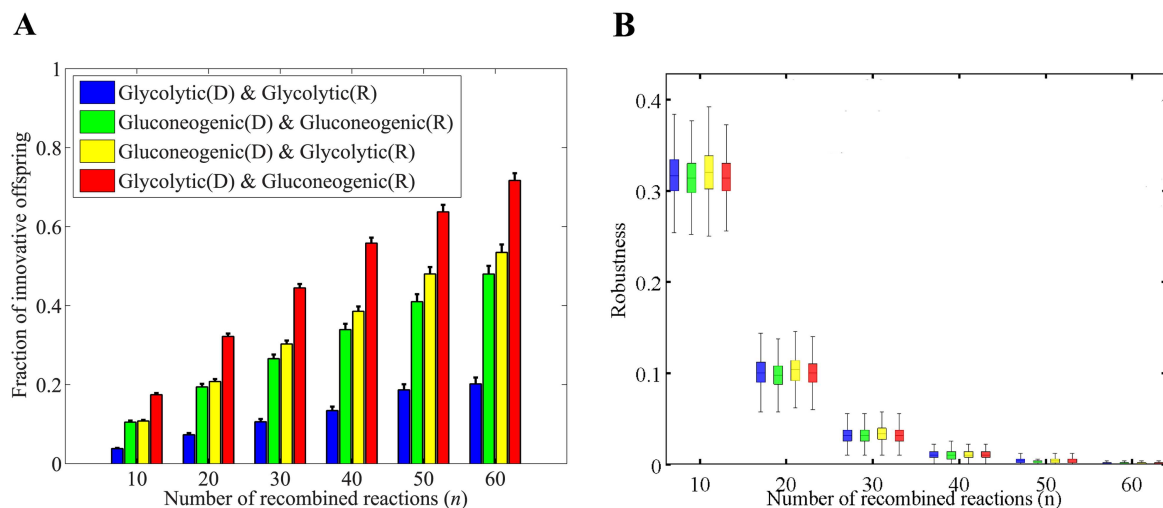 A
Fraction of innovative offspring
1
0.8
0.6
0.4
0.2
0
Glycolytic(D) & Glycolytic(R)
Gluconeogenic(D) & Gluconeogenic(R)
Gluconeogenic(D) & Glycolytic(R)
Glycolytic(D) & Gluconeogenic(R)
10 20 30 40 50 60
Number of recombined reactions (n)
B
Robustness
0.4
0.3
0.2
0.1
0
10 20 30 40 50 60
Number of recombined reactions (n)